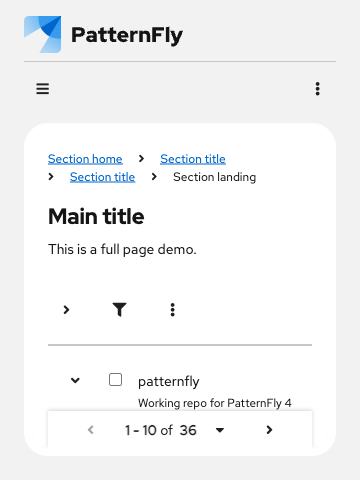 PatternFly
Section home Section title
Section title Section landing
Main title
This is a full page demo.
patternfly
Working repo for PatternFly 4
1 - 10 of 36